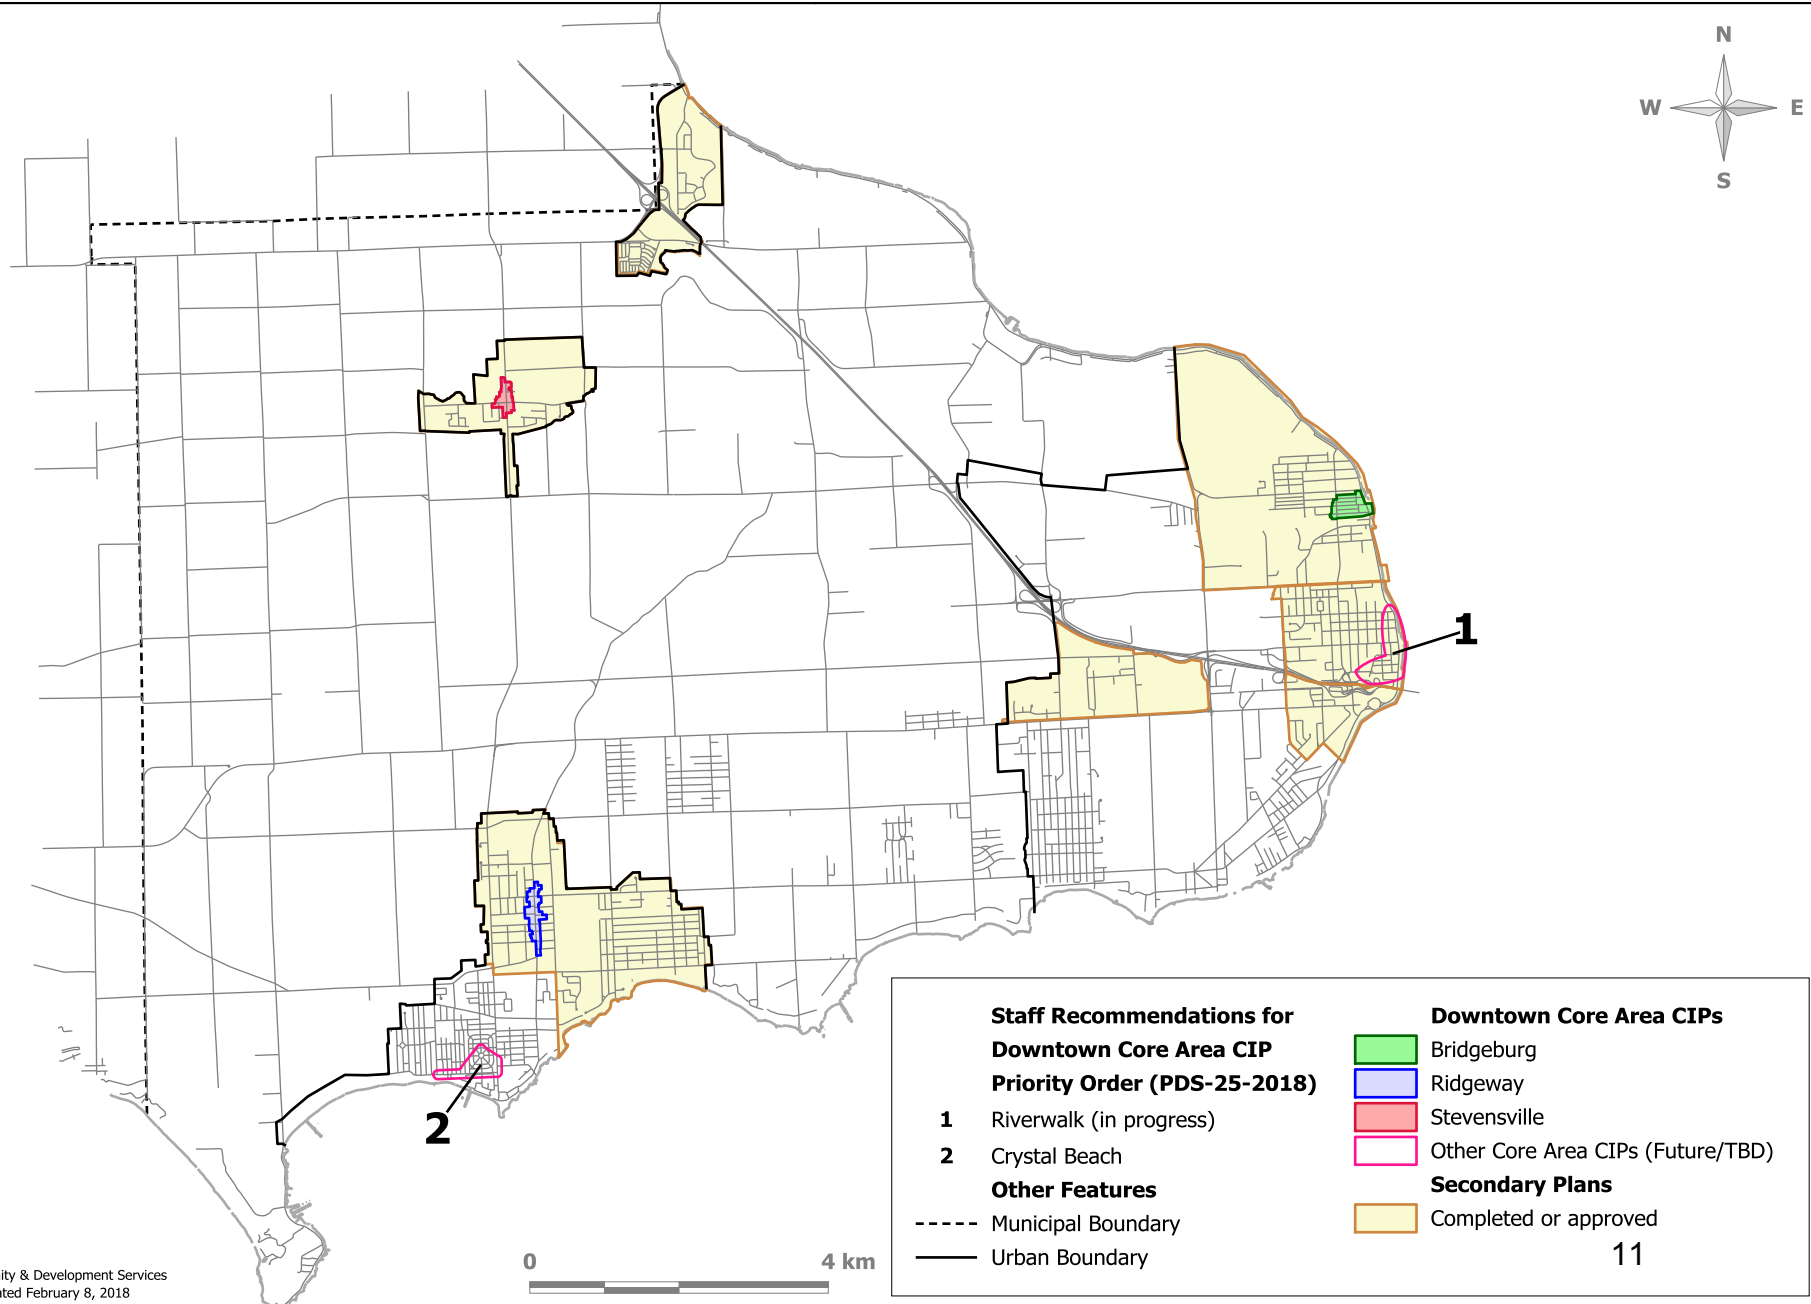 N
W E
S
1
2
Staff Recommendations for
Downtown Core Area CIP
Priority Order (PDS-25-2018)
1 Riverwalk (in progress)
2 Crystal Beach
Other Features
Municipal Boundary
Urban Boundary
Downtown Core Area CIPs
Bridgeburg
Ridgeway
Stevensville
Other Core Area CIPs (Future/TBD)
Secondary Plans
Completed or approved
11
0 4 km
& Development Services
February 8, 2018